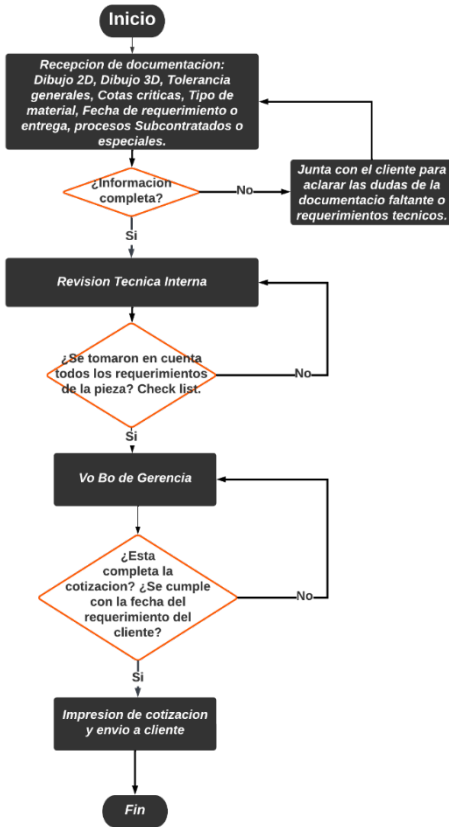 Inicio
Recepcion de documentacion:
Dibujo 2D, Dibujo 3D, Tolerancia
generales, Cotas criticas, Tipo de
material, Fecha de requerimiento o
entrega, procesos Subcontratados o
especiales.
¿Informacion
completa?
No
Junta con el cliente para
aclarar las dudas de la
documentacio faltante o
requerimientos tecnicos.
Si
Revision Tecnica Interna
¿Se tomaron en cuenta
todos los requerimientos
de la pieza? Check list.
No
Si
Vo Bo de Gerencia
¿Esta
completa la
cotizacion? ¿Se cumple
con la fecha del
requerimiento del
cliente?
No
Si
Impresion de cotizacion
y envio a cliente
Fin